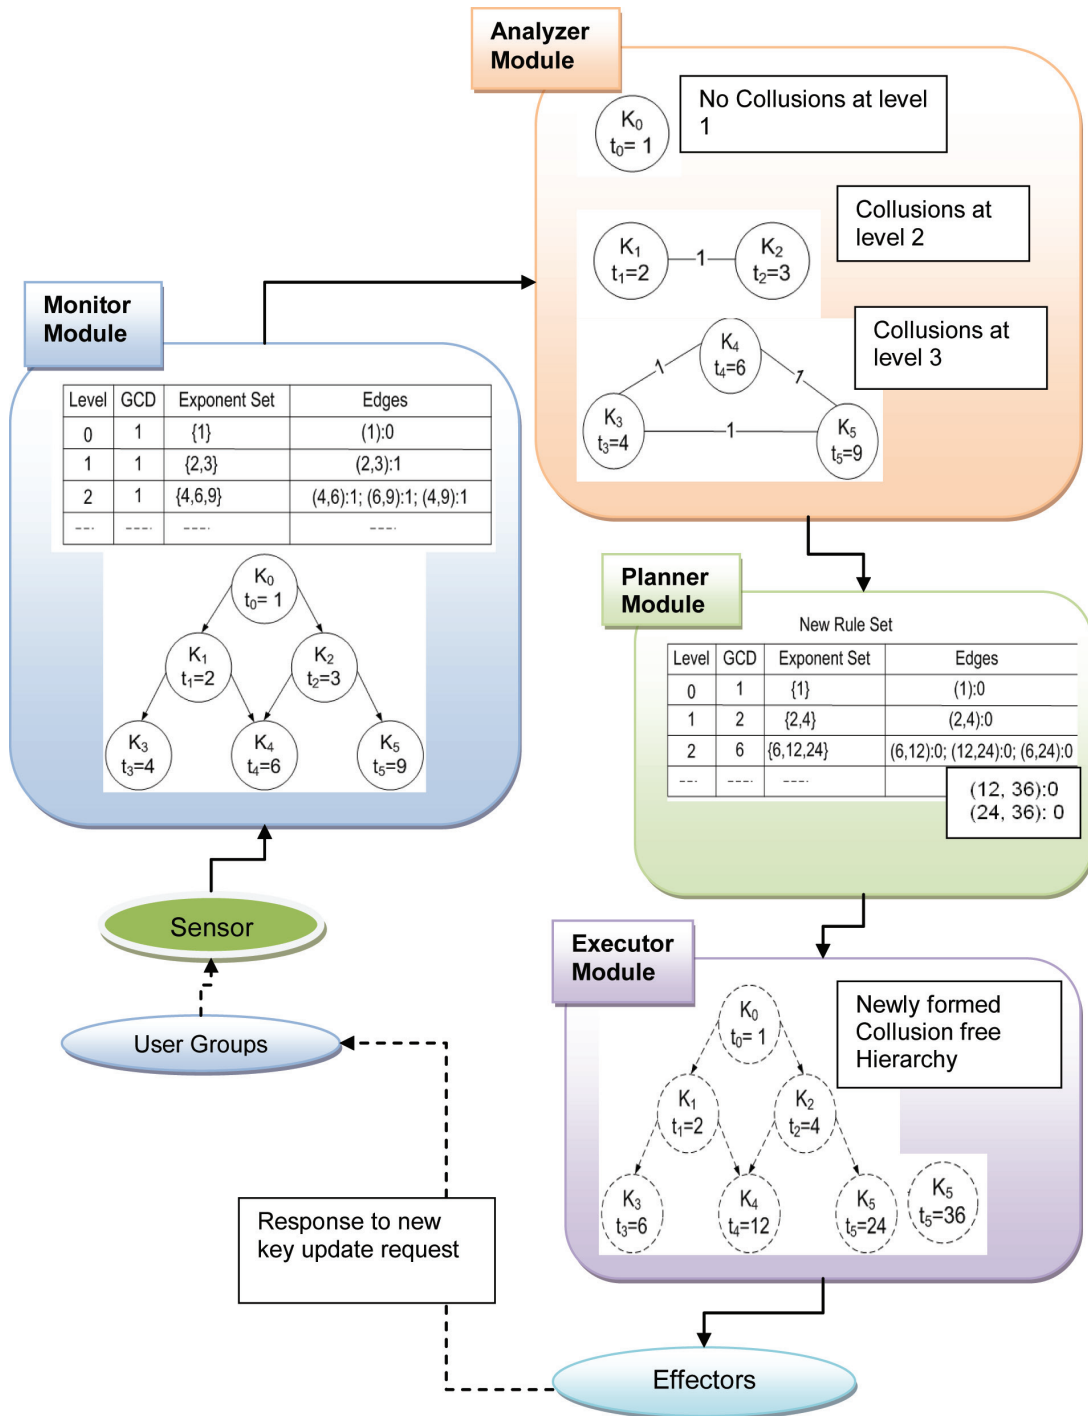 Analyzer
Module
No Collusions at level
1
K0
t0= 1
Collusions at
level 2
K1
t1=2
1
K2
t2=3
Collusions at
level 3
K4
t4=6
1
1
K3
t3=4
1
K5
t5=9
Monitor
Module
Level GCD Exponent Set Edges
0 1 {1} (1):0
1 1 {2,3} (2,3):1
2 1 {4,6,9} (4,6):1; (6,9):1; (4,9):1
---- ---- ---- ----
K0
t0= 1
K1
t1=2
K2
t2=3
K3
t3=4
K4
t4=6
K5
t5=9
Planner
Module
New Rule Set
Level GCD Exponent Set Edges
0 1 {1} (1):0
1 2 {2,4} (2,4):0
2 6 {6,12,24} (6,12):0; (12,24):0; (6,24):0
---- ---- ----
(12, 36):0
(24, 36): 0
Sensor
User Groups
Executor
Module
Newly formed
Collusion free
Hierarchy
K0
t0= 1
K1
t1=2
K2
t2=4
K3
t3=6
K4
t4=12
K5
t5=24
K5
t5=36
Response to new
key update request
Effectors